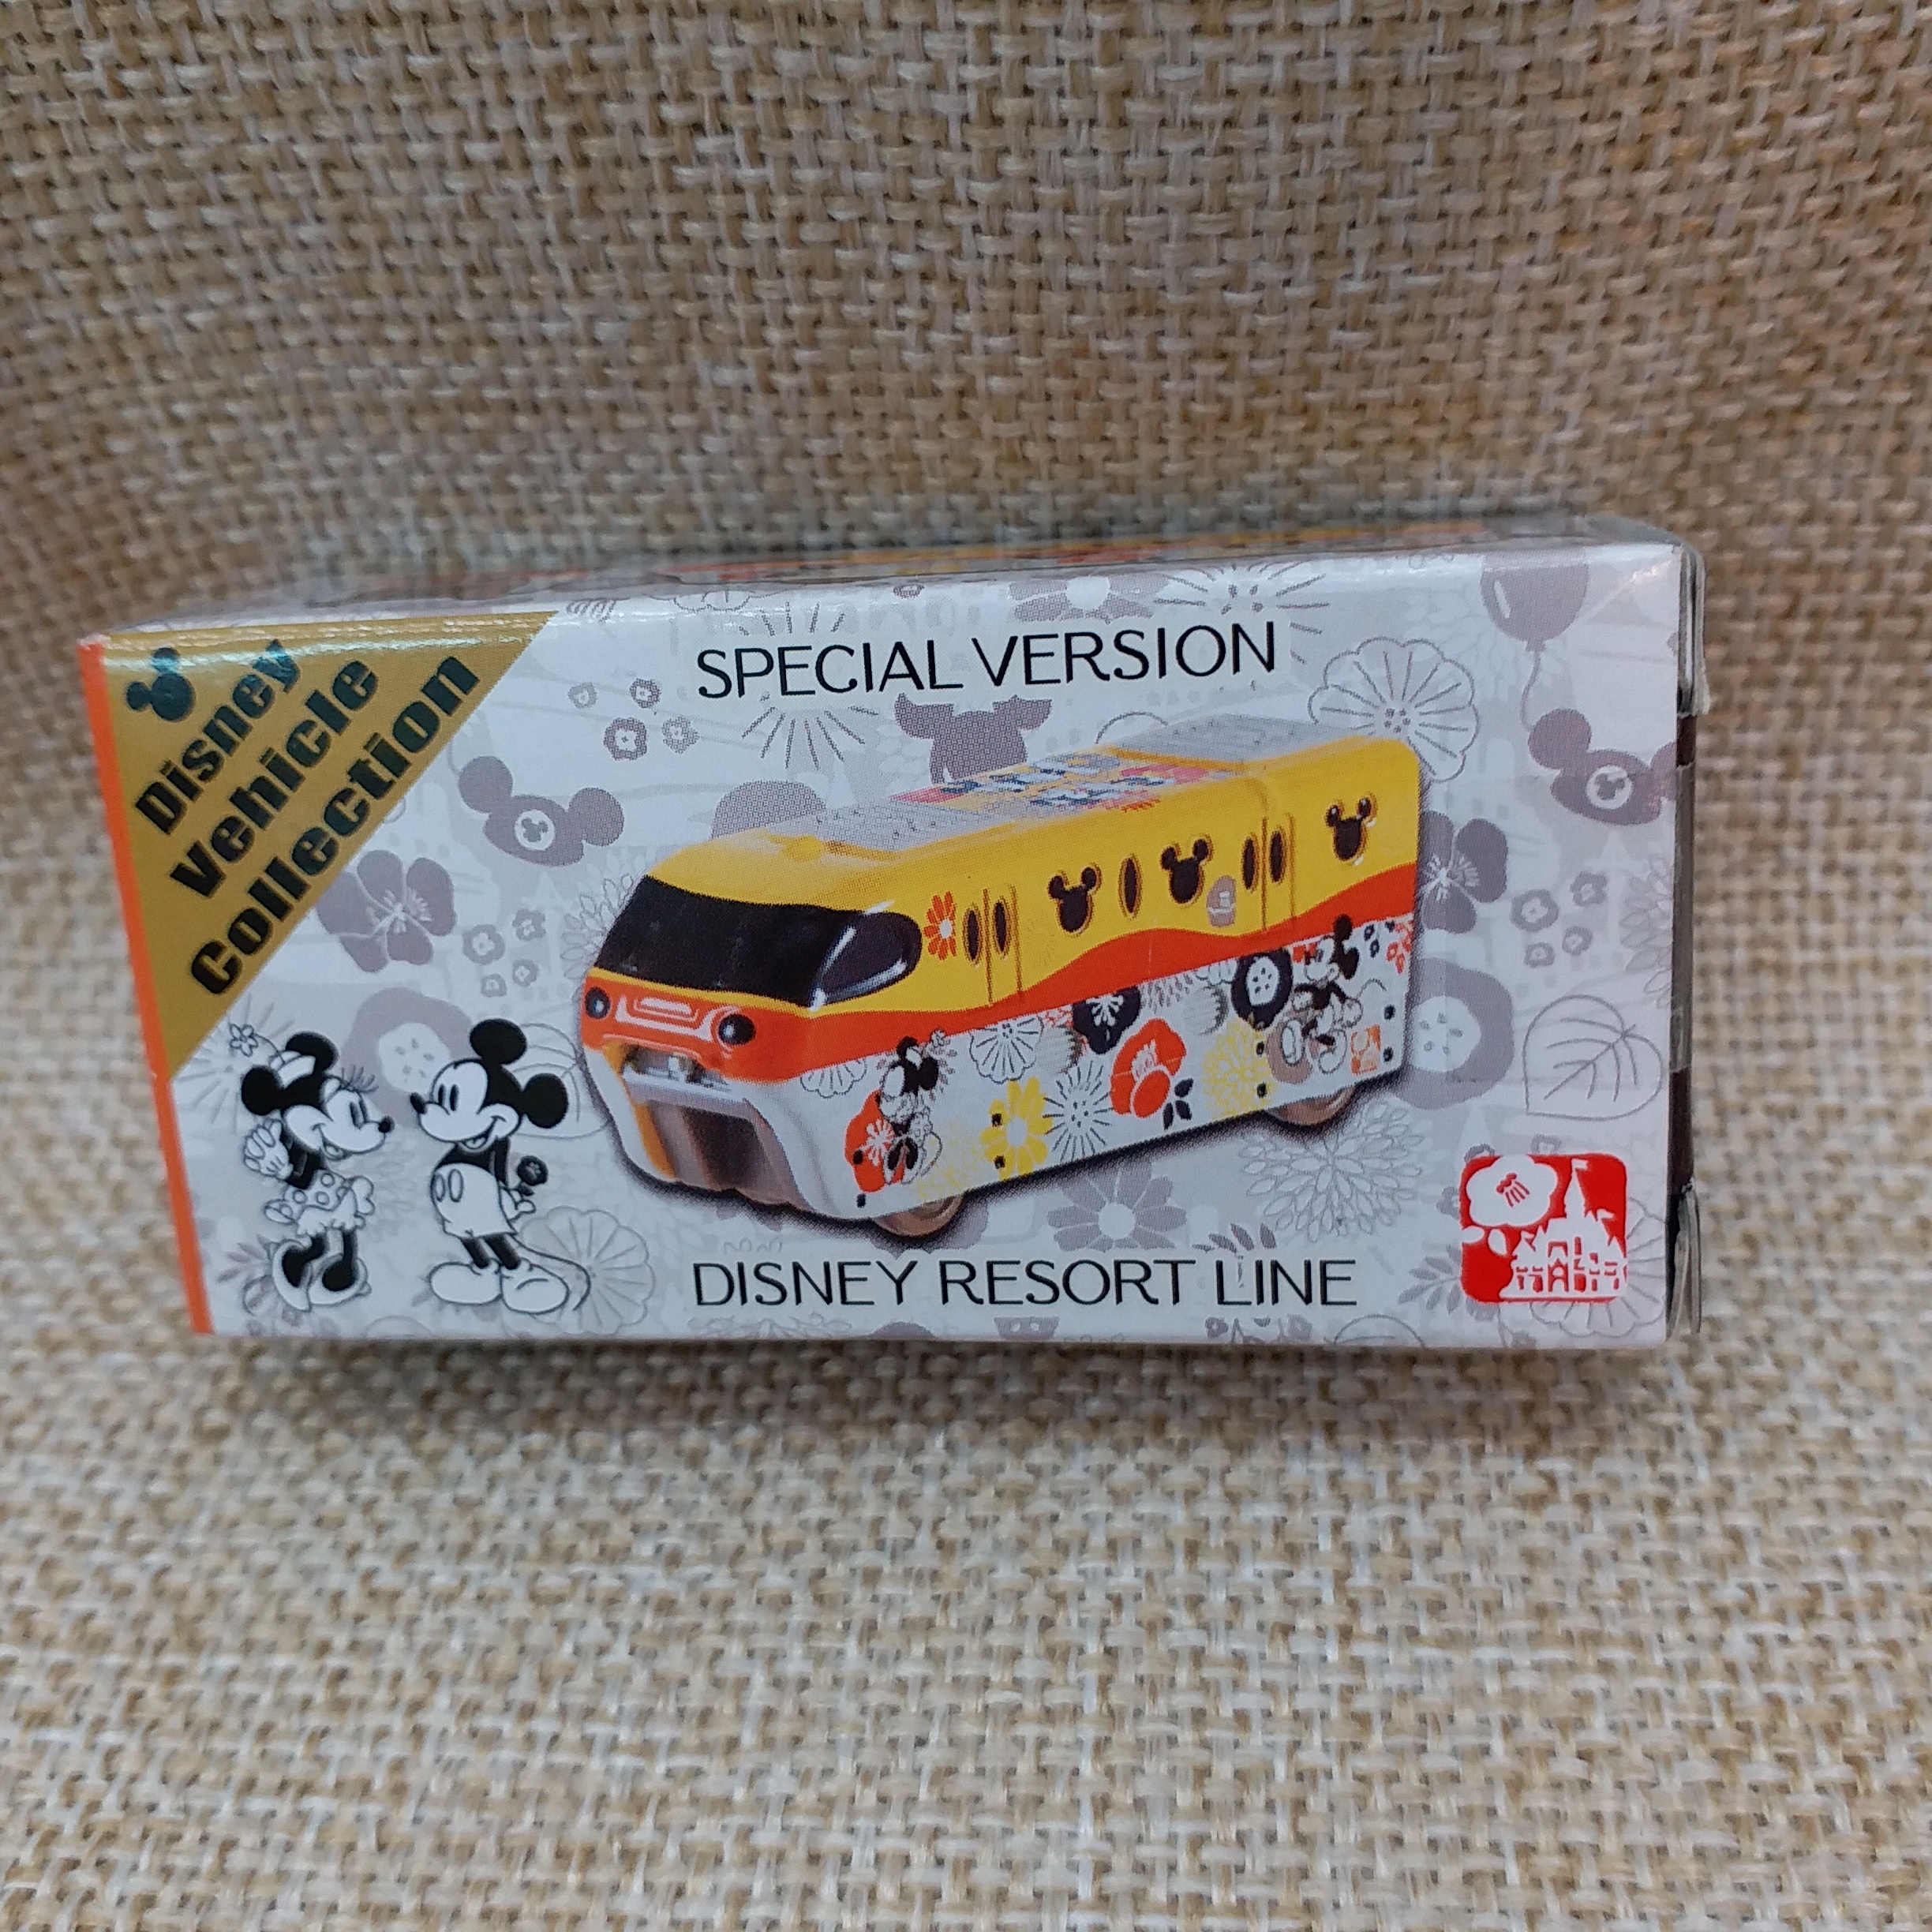 Disney
Vehicle
Collection
SPECIAL VERSION
DISNEY RESORT LINE